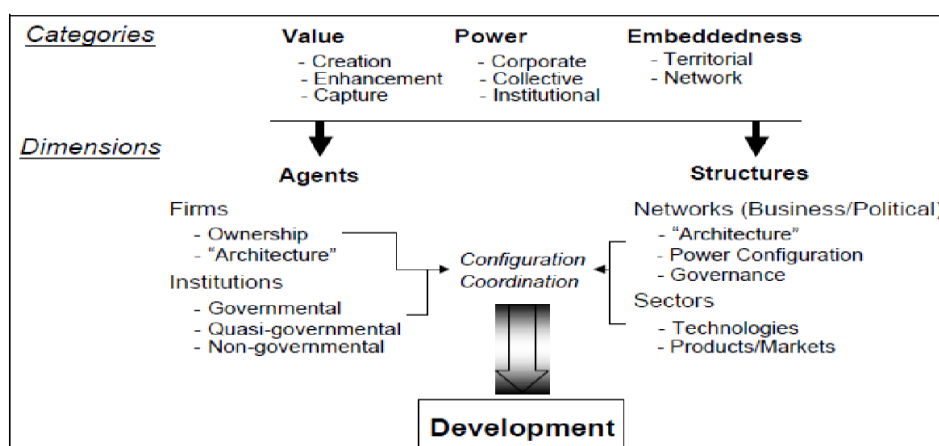 Categories
Value
- Creation
- Enhancement
- Capture
Power
- Corporate
- Collective
- Institutional
Embeddedness
- Territorial
- Network
Dimensions
Agents
Firms
- Ownership
- "Architecture"
Institutions
- Governmental
- Quasi-governmental
- Non-governmental
Configuration
Coordination
Structures
Networks (Business/Political)
- "Architecture"
- Power Configuration
- Governance
Sectors
- Technologies
- Products/Markets
Development